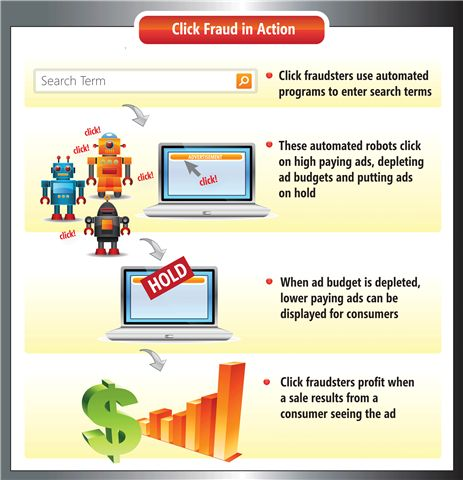 Click Fraud in Action
Search Term
Click fraudsters use automated
programs to enter search terms
click!
click!
click!
click!
ADVERTISEMENT
click!
These automated robots click
on high paying ads, depleting
ad budgets and putting ads
on hold
HOLD
When ad budget is depleted,
lower paying ads can be
displayed for consumers
$
Click fraudsters profit when
a sale results from a
consumer seeing the ad